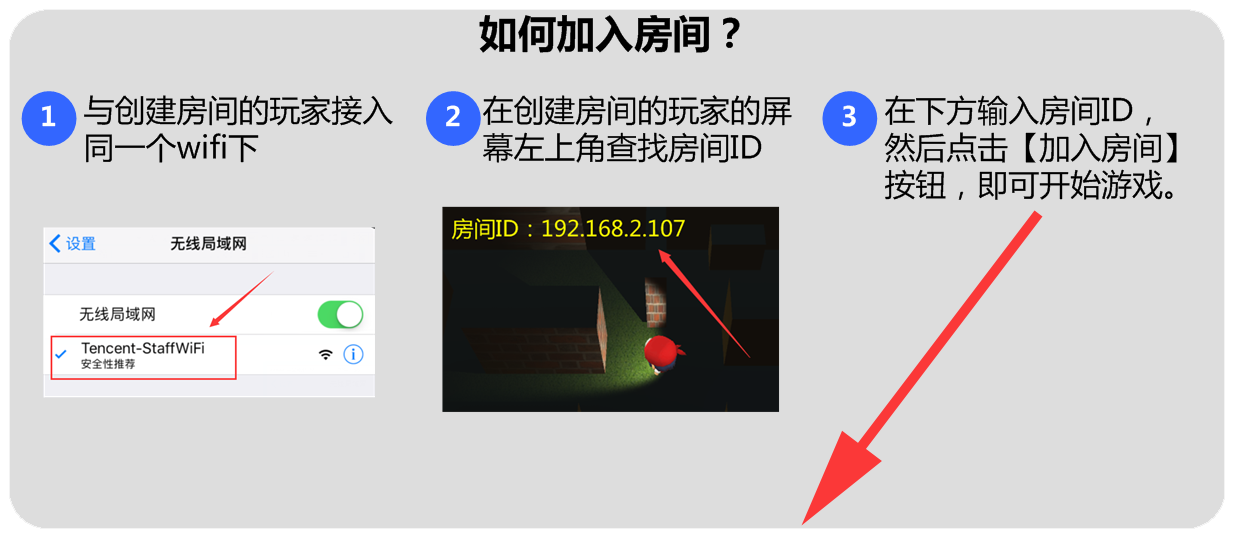 如何加入房间？
1
与创建房间的玩家接入
同一个wifi下
设置
无线局域网
无线局域网
Tencent-StaffWiFi
安全性推荐
2
在创建房间的玩家的屏
幕左上角查找房间ID
房间ID：192.168.2.107
3
在下方输入房间ID，
然后点击【加入房间】
按钮，即可开始游戏。